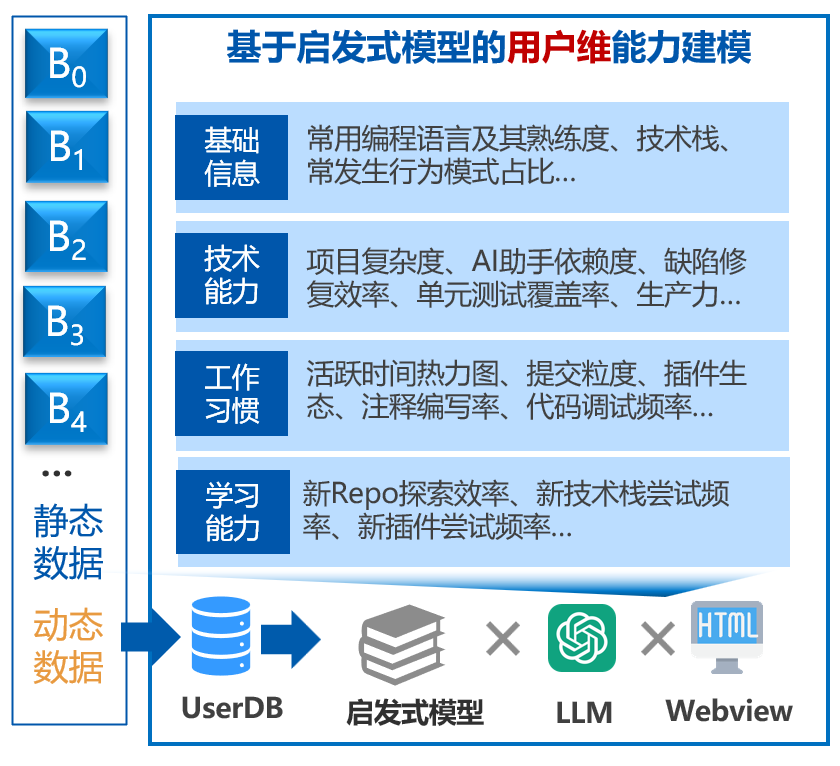 B0
B1
B2
B3
B4
...
静态
数据
动态
数据
基于启发式模型的用户维能力建模
基础
信息
常用编程语言及其熟练度、技术栈、
常发生行为模式占比...
技术
能力
项目复杂度、AI助手依赖度、缺陷修
复效率、单元测试覆盖率、生产力...
工作
习惯
活跃时间热力图、提交粒度、插件生
态、注释编写率、代码调试频率...
学习
能力
新Repo探索效率、新技术栈尝试频
率、新插件尝试频率...
HTML
UserDB
启发式模型
LLM
Webview